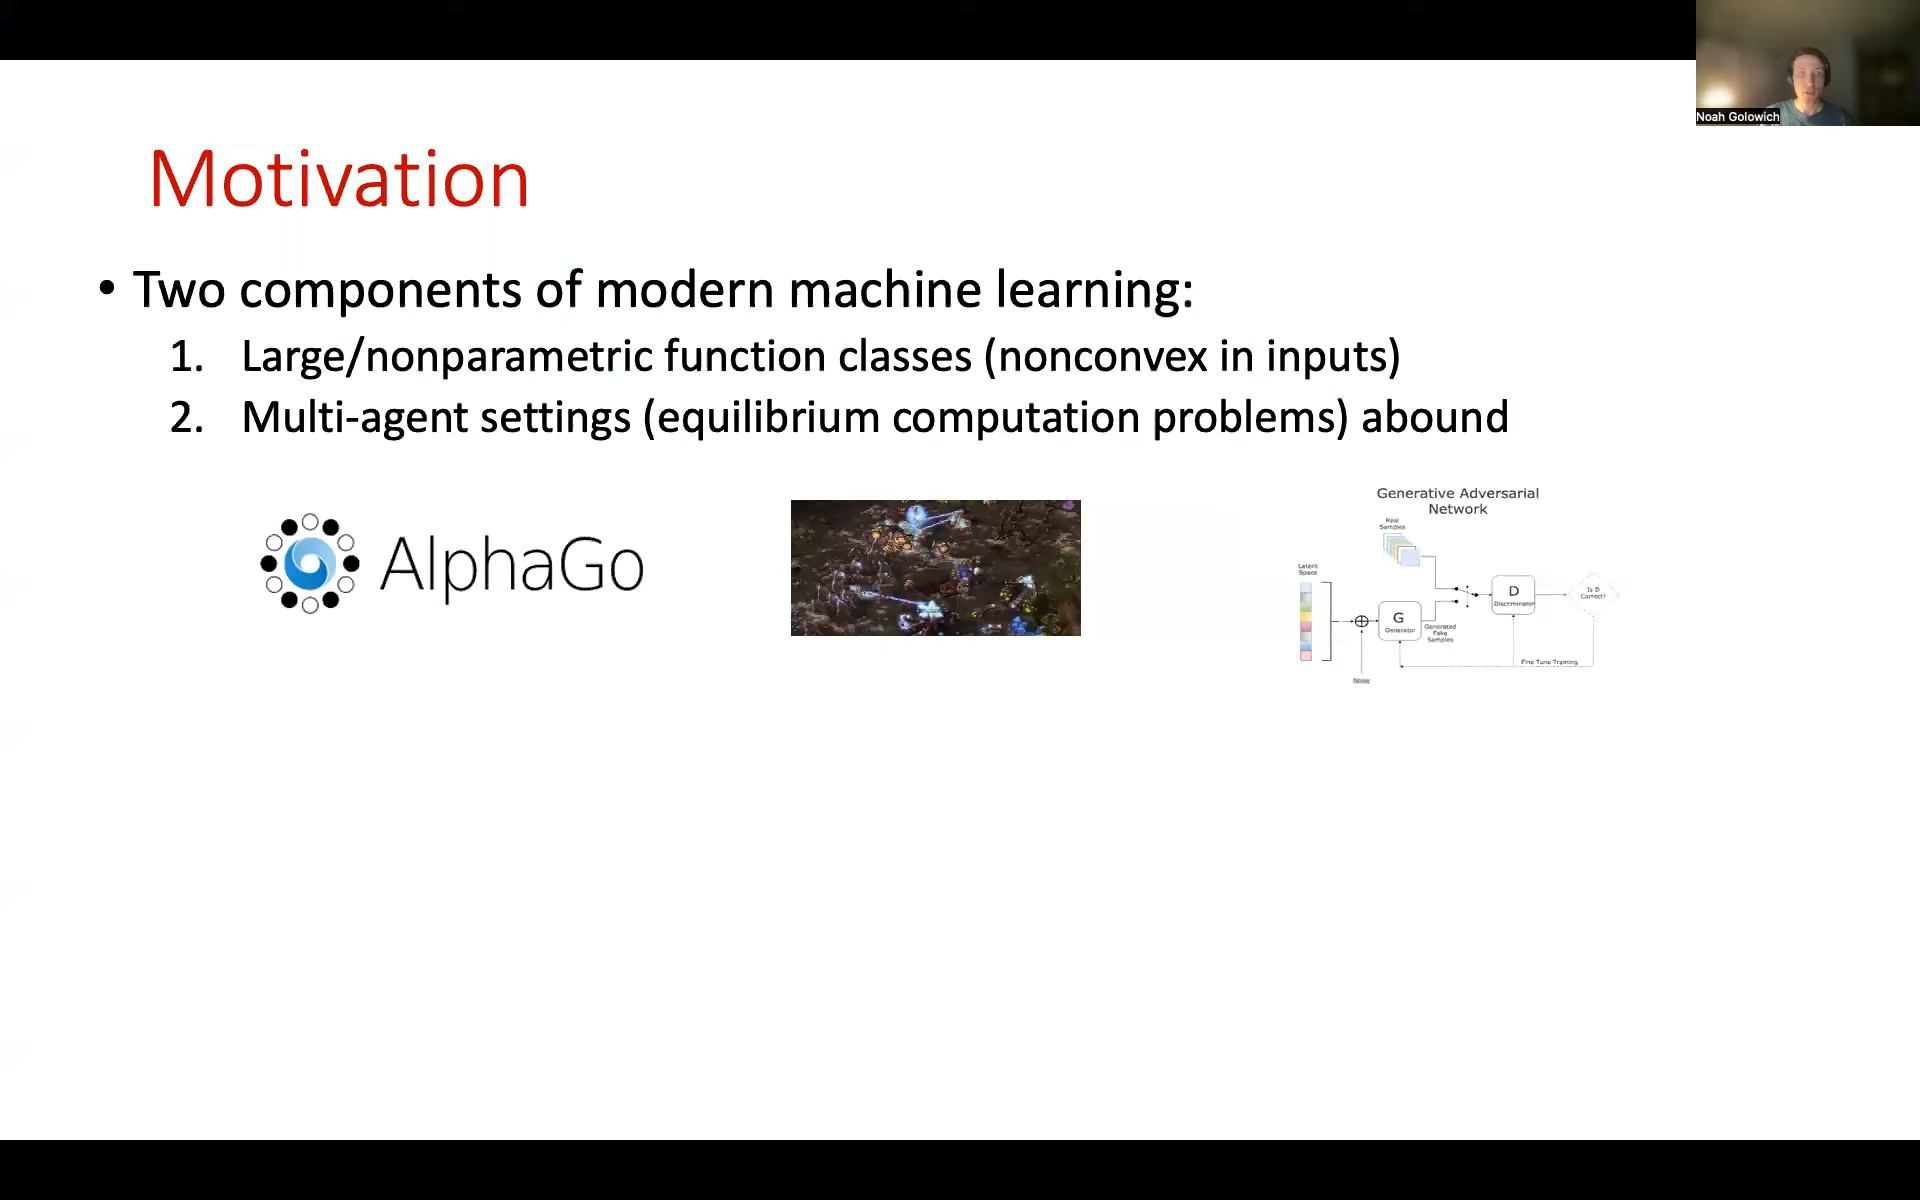 Noah Golowich
Motivation
• Two components of modern machine learning:
1. Large/nonparametric function classes (nonconvex in inputs)
2. Multi-agent settings (equilibrium computation problems) abound
AlphaGo
Generative Adversarial
Network
Real
Samples
Latent
Space
D
Discriminator
Is D
Correct?
G
Generator
Generated
Fake
Samples
Fine Tune Training
Noise